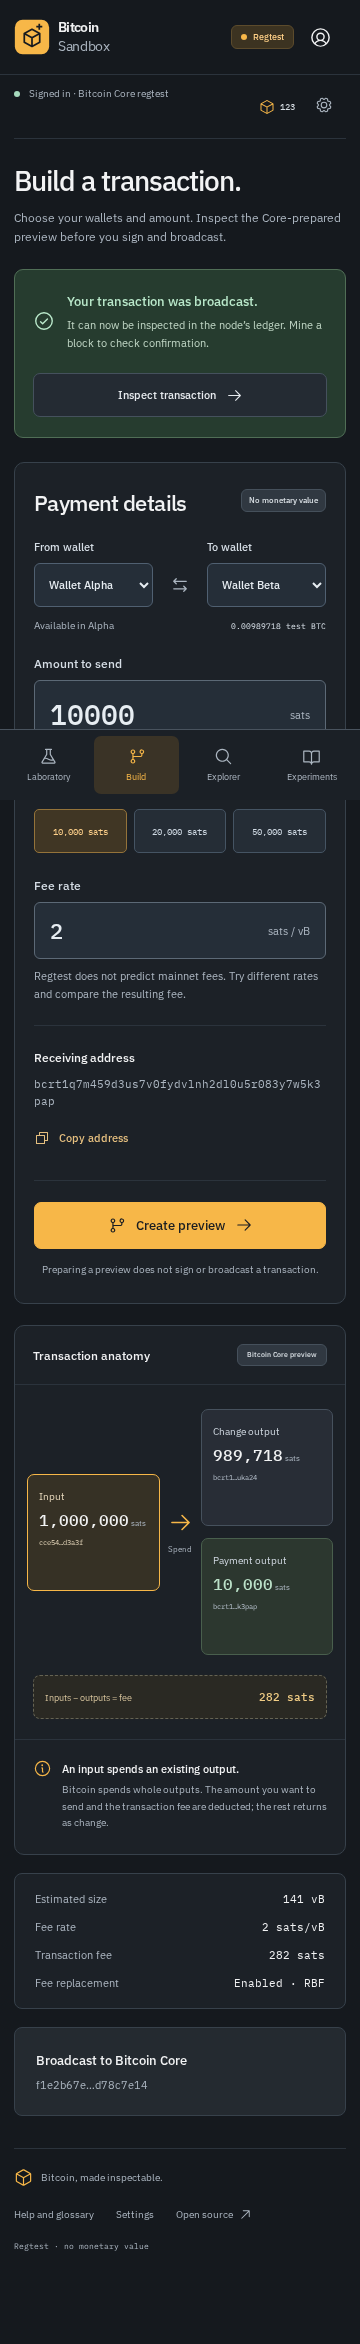 Bitcoin
Sandbox
Regtest
Signed in · Bitcoin Core regtest
123
Build a transaction.
Choose your wallets and amount. Inspect the Core-prepared
preview before you sign and broadcast.
Your transaction was broadcast.
It can now be inspected in the node's ledger. Mine a
block to check confirmation.
Inspect transaction
Payment details
No monetary value
From wallet
To wallet
Wallet Alpha
Wallet Beta
Available in Alpha
0.00989718 test BTC
Amount to send
10000
sats
Laboratory
Build
Explorer
Experiments
10,000 sats
20,000 sats
50,000 sats
Fee rate
2
sats / vB
Regtest does not predict mainnet fees. Try different rates
and compare the resulting fee.
Receiving address
bcrt1q7m459d3us7v0fydvlnh2dl0u5r083y7w5k3
pap
Copy address
Create preview
Preparing a preview does not sign or broadcast a transaction.
Transaction anatomy
Bitcoin Core preview
Input
1,000,000 sats
cce54…d3a3f
Spend
Change output
989,718 sats
bcrt1…uka24
Payment output
10,000 sats
bcrt1…k3pap
Inputs − outputs = fee
282 sats
An input spends an existing output.
Bitcoin spends whole outputs. The amount you want to
send and the transaction fee are deducted; the rest returns
as change.
Estimated size
141 vB
Fee rate
2 sats/vB
Transaction fee
282 sats
Fee replacement
Enabled · RBF
Broadcast to Bitcoin Core
f1e2b67e…d78c7e14
Bitcoin, made inspectable.
Help and glossary
Settings
Open source
Regtest · no monetary value